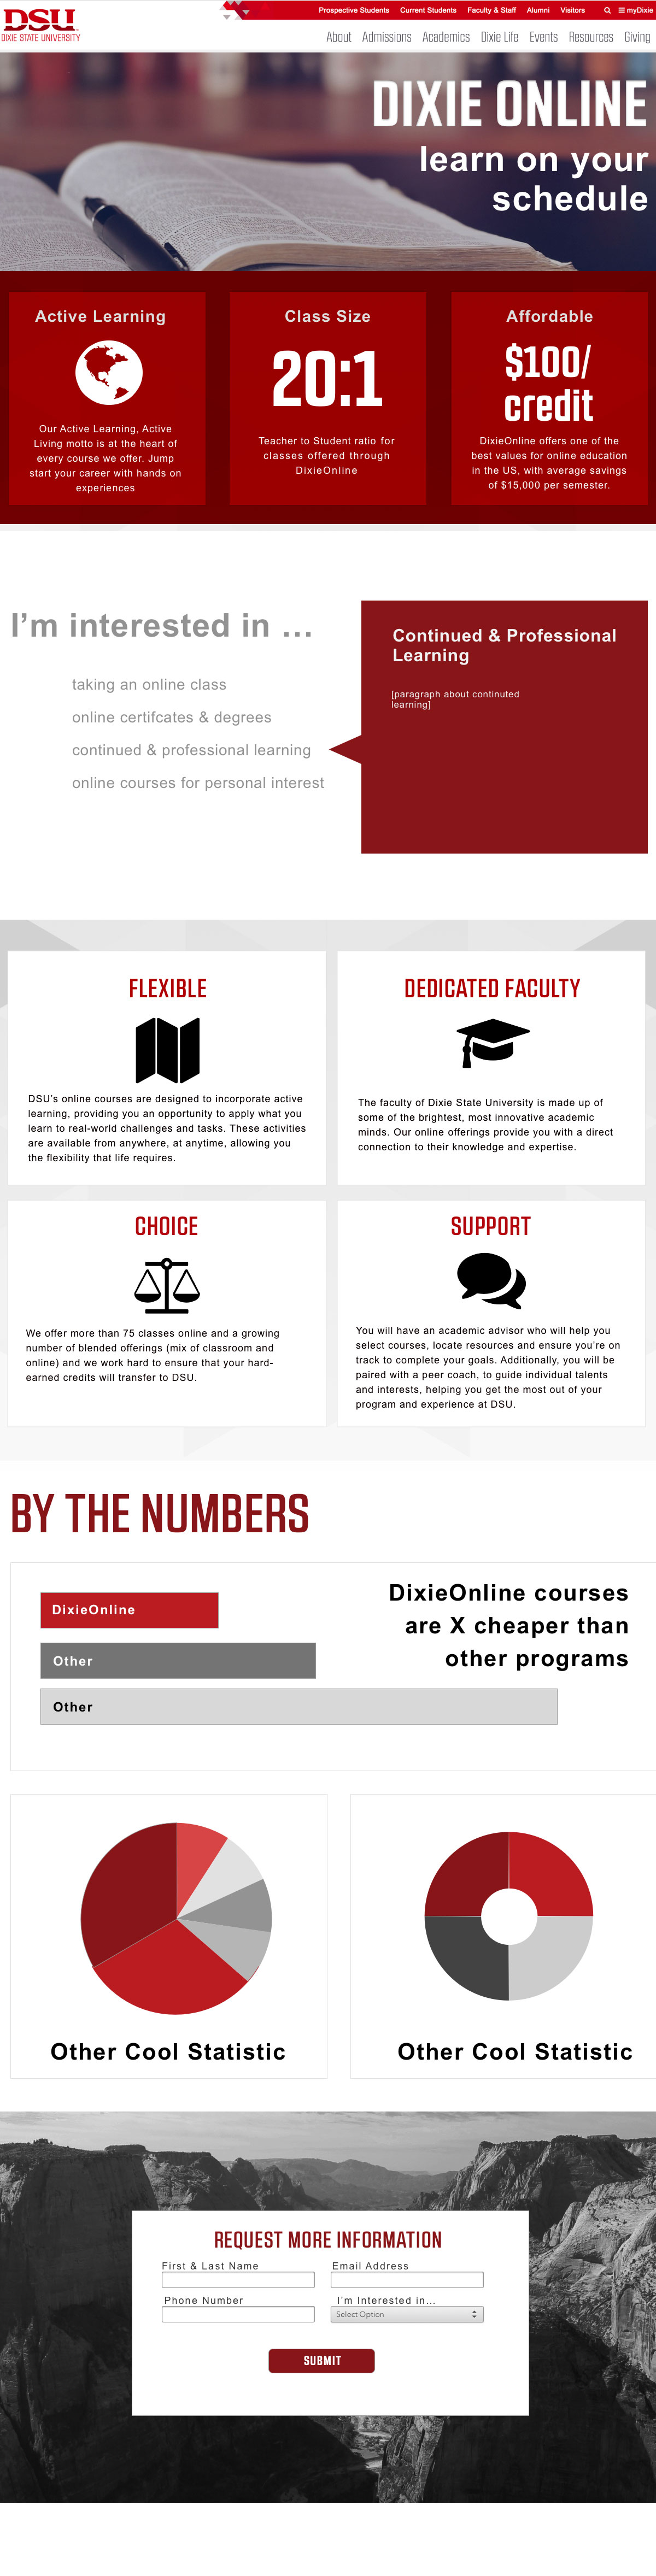 DSU
DIXIE STATE UNIVERSITY
Prospective Students Current Students Faculty & Staff Alumni Visitors myDixie
About Admissions Academics Dixie Life Events Resources Giving
DIXIE ONLINE
learn on your
schedule
Active Learning
Our Active Learning, Active
Living motto is at the heart of
every course we offer. Jump
start your career with hands on
experiences
Class Size
20:1
Teacher to Student ratio for
classes offered through
DixieOnline
Affordable
$100/
credit
DixieOnline offers one of the
best values for online education
in the US, with average savings
of $15,000 per semester.
I'm interested in ...
taking an online class
online certifcates & degrees
continued & professional learning
online courses for personal interest
Continued & Professional
Learning
[paragraph about continuted
learning]
FLEXIBLE
DSU's online courses are designed to incorporate active
learning, providing you an opportunity to apply what you
learn to real-world challenges and tasks. These activities
are available from anywhere, at anytime, allowing you
the flexibility that life requires.
DEDICATED FACULTY
The faculty of Dixie State University is made up of
some of the brightest, most innovative academic
minds. Our online offerings provide you with a direct
connection to their knowledge and expertise.
CHOICE
We offer more than 75 classes online and a growing
number of blended offerings (mix of classroom and
online) and we work hard to ensure that your hard-
earned credits will transfer to DSU.
SUPPORT
You will have an academic advisor who will help you
select courses, locate resources and ensure you're on
track to complete your goals. Additionally, you will be
paired with a peer coach, to guide individual talents
and interests, helping you get the most out of your
program and experience at DSU.
BY THE NUMBERS
DixieOnline
Other
Other
DixieOnline courses
are X cheaper than
other programs
Other Cool Statistic
Other Cool Statistic
REQUEST MORE INFORMATION
First & Last Name
Email Address
Phone Number
I'm Interested in...
Select Option
SUBMIT